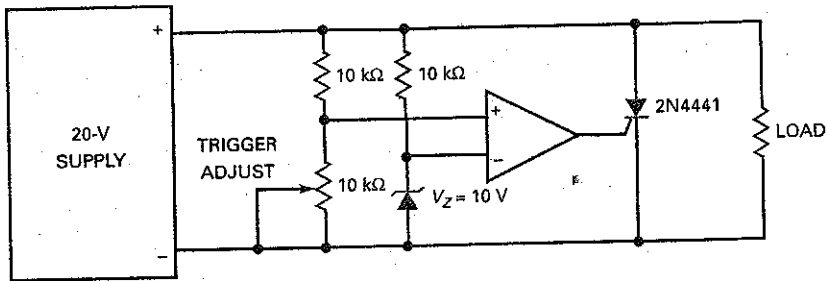 +
20-V
SUPPLY
−
TRIGGER
ADJUST
10 kΩ
10 kΩ
10 kΩ
V_Z = 10 V
+
−
2N4441
LOAD